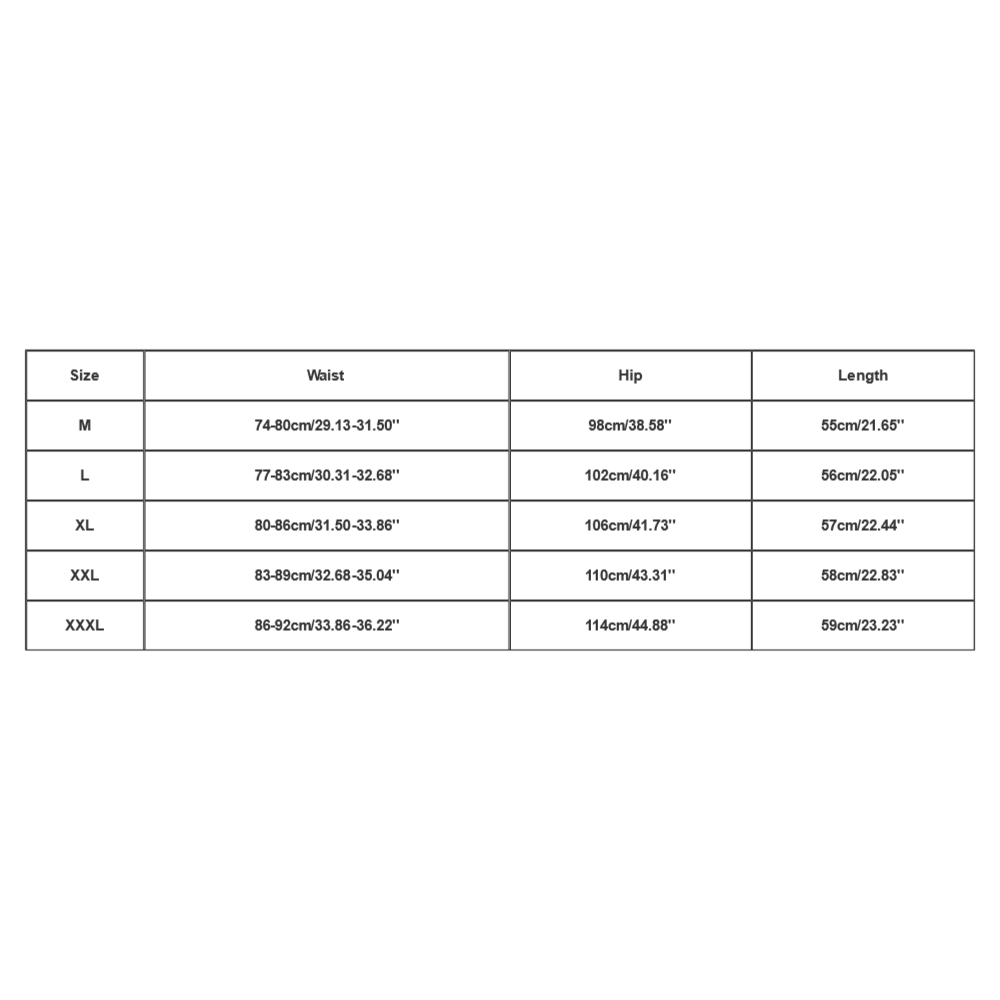 Size Waist Hip Length
M 74-80cm/29.13-31.50'' 98cm/38.58'' 55cm/21.65''
L 77-83cm/30.31-32.68'' 102cm/40.16'' 56cm/22.05''
XL 80-86cm/31.50-33.86'' 106cm/41.73'' 57cm/22.44''
XXL 83-89cm/32.68-35.04'' 110cm/43.31'' 58cm/22.83''
XXXL 86-92cm/33.86-36.22'' 114cm/44.88'' 59cm/23.23''